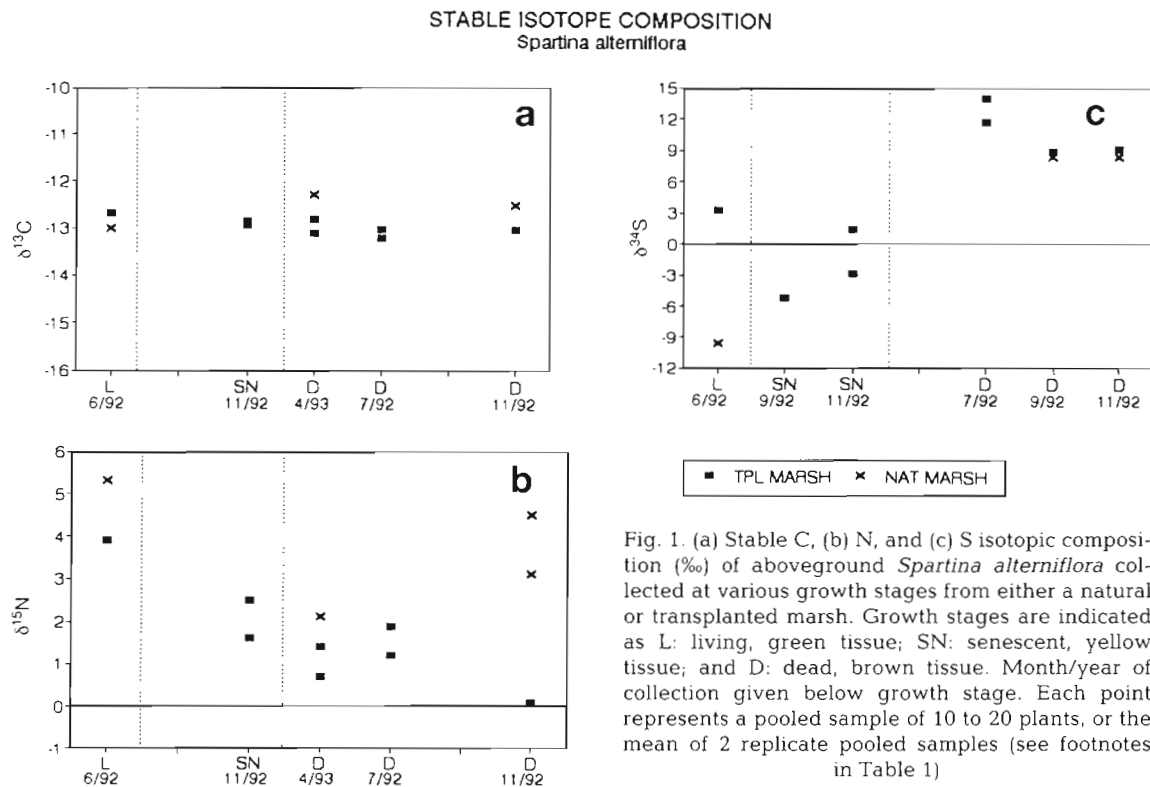 STABLE ISOTOPE COMPOSITION
Spartina alterniflora
a
δ13C
-10
-11
-12
-13
-14
-15
-16
L SN D D D
6/92 11/92 4/93 7/92 11/92
b
δ15N
6
5
4
3
2
1
0
-1
L SN D D D
6/92 11/92 4/93 7/92 11/92
c
δ34S
15
12
9
6
3
0
-3
-6
-9
-12
L SN SN D D D
6/92 9/92 11/92 7/92 9/92 11/92
TPL MARSH NAT MARSH
Fig. 1. (a) Stable C, (b) N, and (c) S isotopic composi-
tion (‰) of aboveground Spartina alterniflora col-
lected at various growth stages from either a natural
or transplanted marsh. Growth stages are indicated
as L: living, green tissue; SN: senescent, yellow
tissue; and D: dead, brown tissue. Month/year of
collection given below growth stage. Each point
represents a pooled sample of 10 to 20 plants, or the
mean of 2 replicate pooled samples (see footnotes
in Table 1)